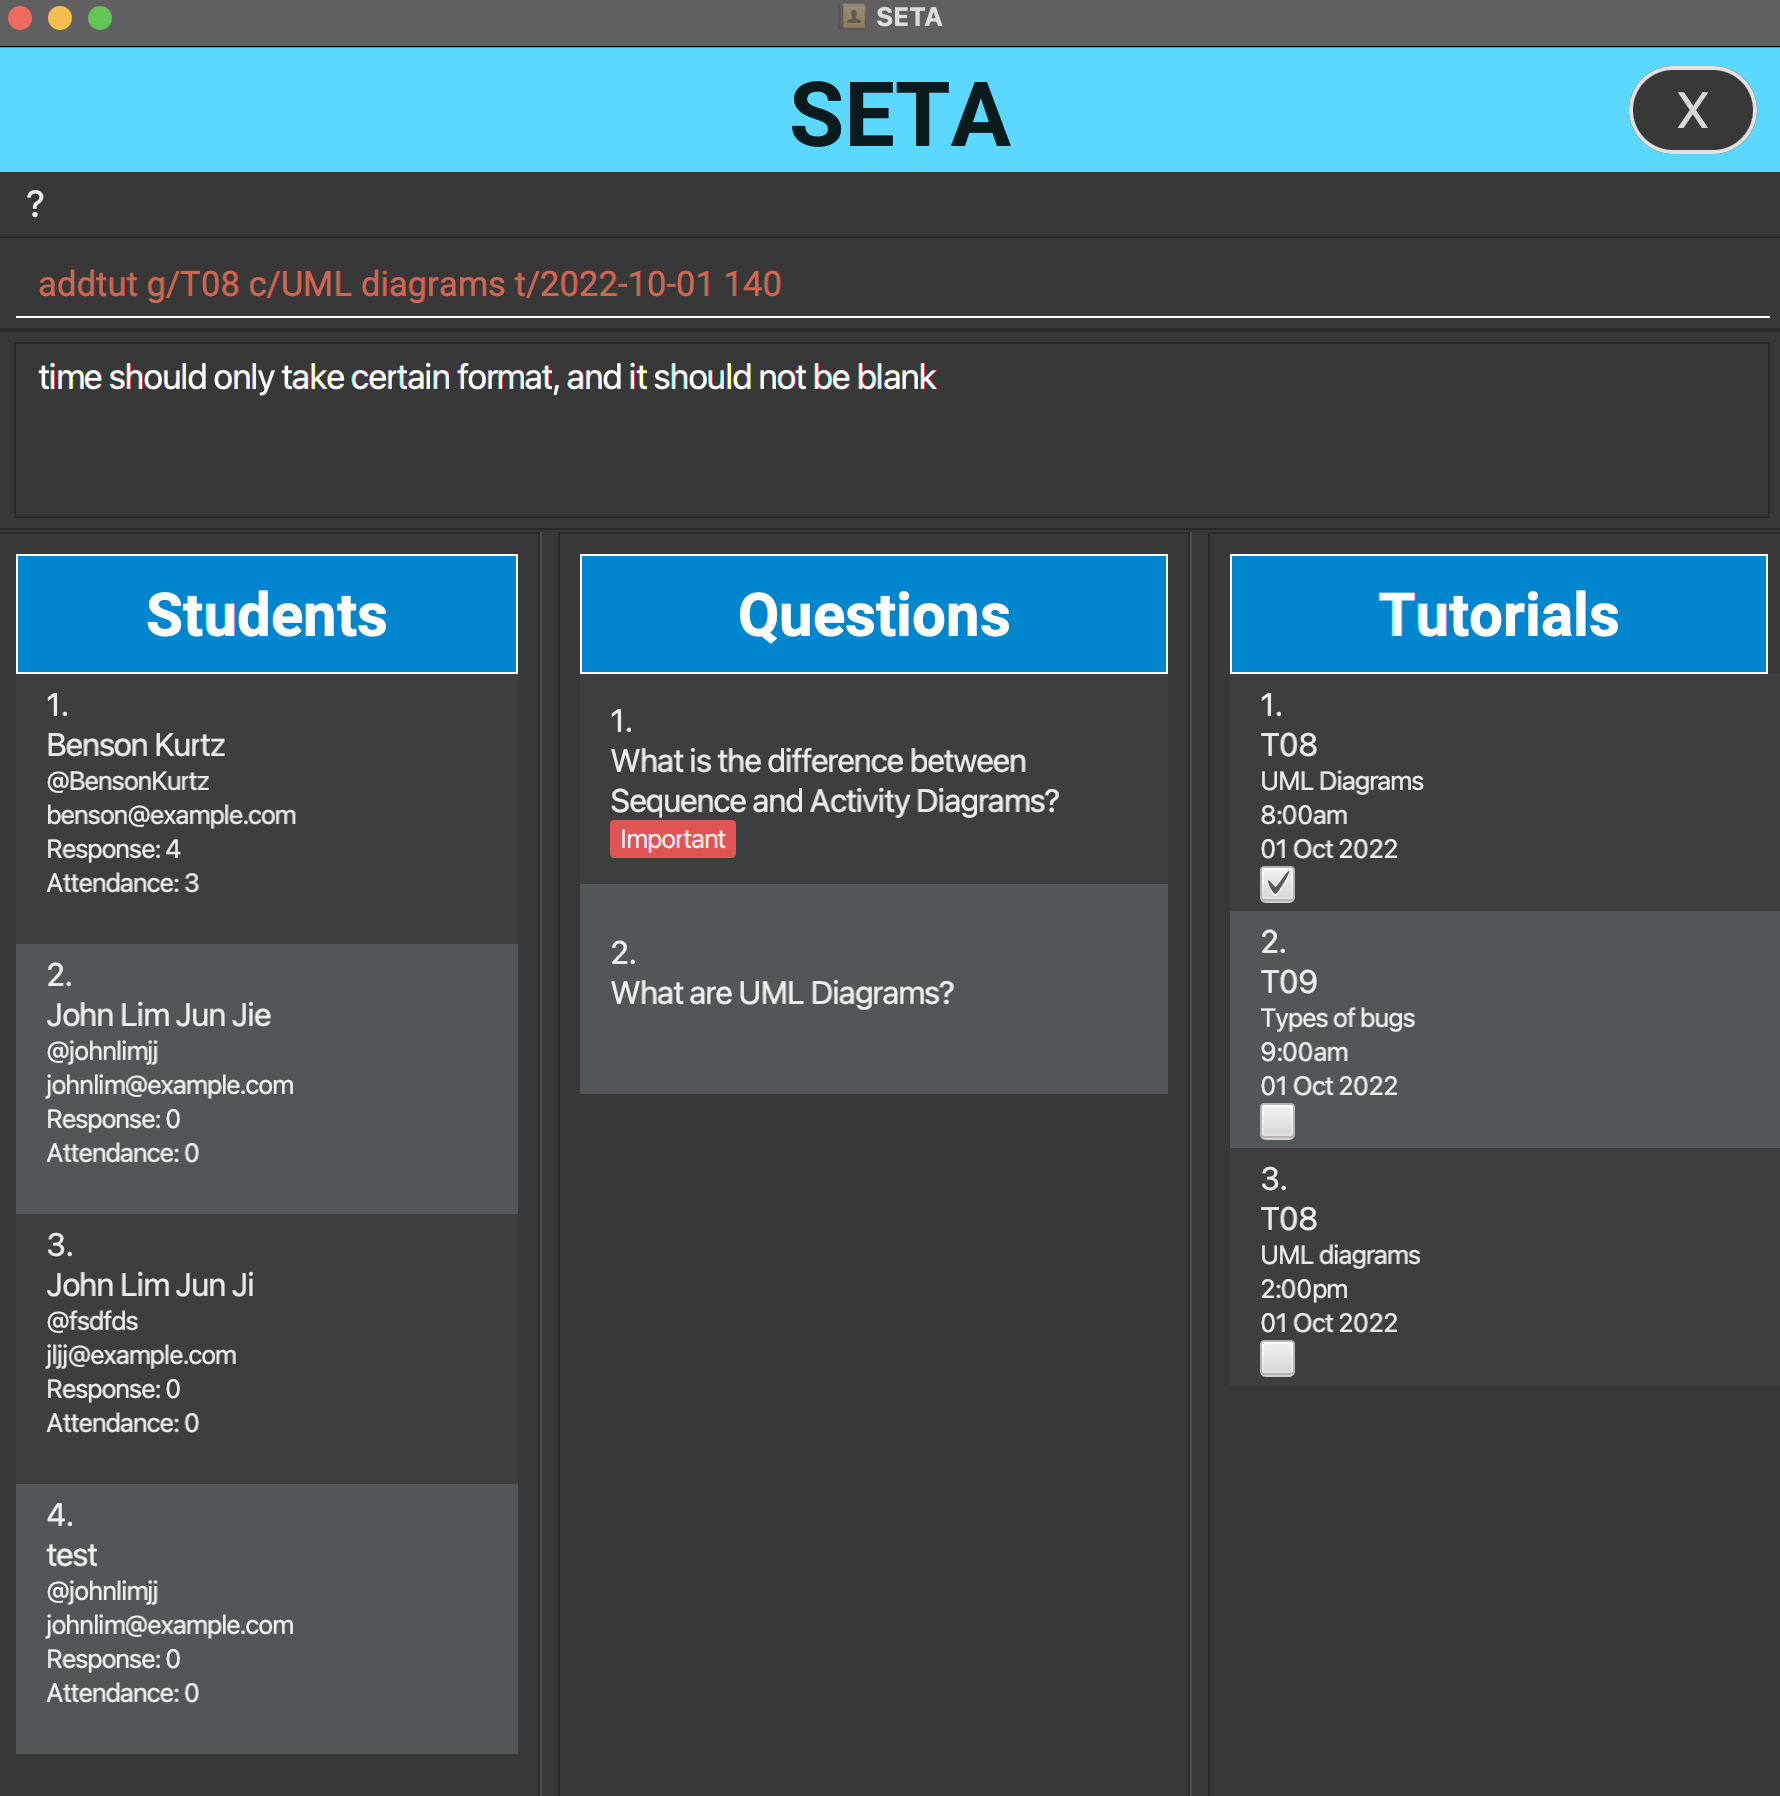 SETA
SETA
X
?
addtut g/T08 c/UML diagrams t/2022-10-01 140
time should only take certain format, and it should not be blank
Students
1.
Benson Kurtz
@BensonKurtz
benson@example.com
Response: 4
Attendance: 3
2.
John Lim Jun Jie
@johnlimjj
johnlim@example.com
Response: 0
Attendance: 0
3.
John Lim Jun Ji
@fsdfds
jljj@example.com
Response: 0
Attendance: 0
4.
test
@johnlimjj
johnlim@example.com
Response: 0
Attendance: 0
Questions
1.
What is the difference between
Sequence and Activity Diagrams?
Important
2.
What are UML Diagrams?
Tutorials
1.
T08
UML Diagrams
8:00am
01 Oct 2022
2.
T09
Types of bugs
9:00am
01 Oct 2022
3.
T08
UML diagrams
2:00pm
01 Oct 2022